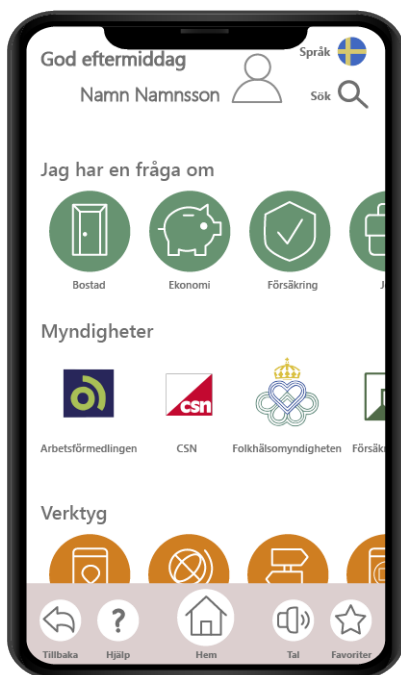 God eftermiddag
Språk
Namn Namnsson
Sök
Jag har en fråga om
Bostad Ekonomi Försäkring
Myndigheter
csn
Arbetsförmedlingen CSN Folkhälsomyndigheten Försäk
Verktyg
?
Tillbaka Hjälp Hem Tal Favoriter